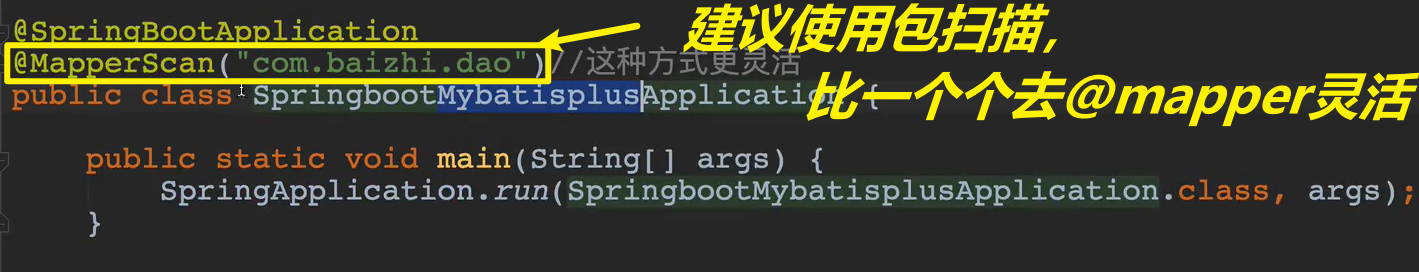 @SpringBootApplication
建议使用包扫描，
@MapperScan("com.baizhi.dao")//这种方式更灵活
public class SpringbootMybatisplusApplication {
比一个个去@mapper灵活
public static void main(String[] args) {
SpringApplication.run(SpringbootMybatisplusApplication.class, args);
}